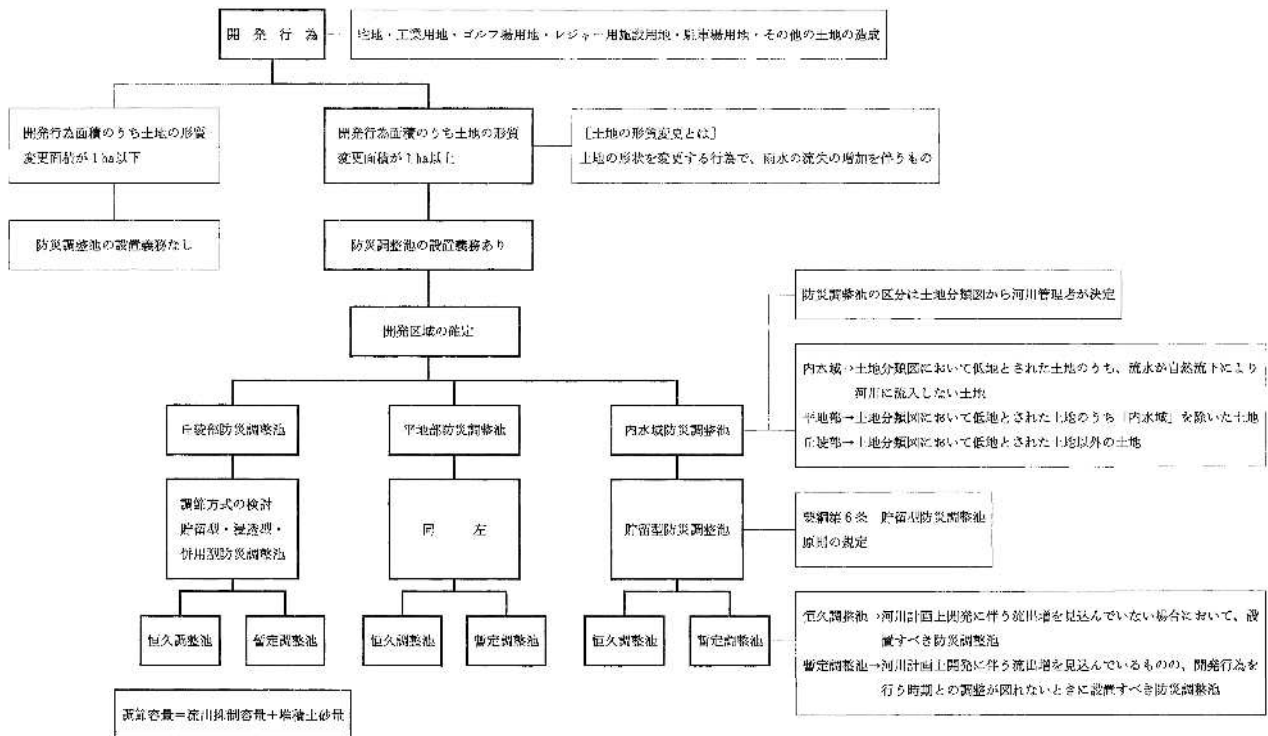 開発行為
宅地・工業用地・ゴルフ場用地・レジャー用施設用地・駐車場用地・その他の土地の造成
開発行為面積のうち土地の形質
変更面積が1ha以下
開発行為面積のうち土地の形質
変更面積が1ha以上
［土地の形質変更とは］
土地の形状を変更する行為で、雨水の流失の増加を伴うもの
防災調整池の設置義務なし
防災調整池の設置義務あり
防災調整池の区分は土地分類図から河川管理者が決定
開発区域の確定
内水域→土地分類図において低地とされた土地のうち、流水が自然流下により
河川に流入しない土地
平地部→土地分類図において低地とされた土地のうち「内水域」を除いた土地
丘陵部→土地分類図において低地とされた土地以外の土地
丘陵部防災調整池
平地部防災調整池
内水域防災調整池
調節方式の検討
貯留型・浸透型・
併用型防災調整池
同　左
貯留型防災調整池
要綱第6条　貯留型防災調整池
原則の規定
恒久調整池
暫定調整池
恒久調整池
暫定調整池
恒久調整池
暫定調整池
恒久調整池→河川計画上開発に伴う流出増を見込んでいない場合において、設
置すべき防災調整池
暫定調整池→河川計画上開発に伴う流出増を見込んでいるものの、開発行為を
行う時期との調整が図れないときに設置すべき防災調整池
調節容量＝流出抑制容量＋堆積土砂量